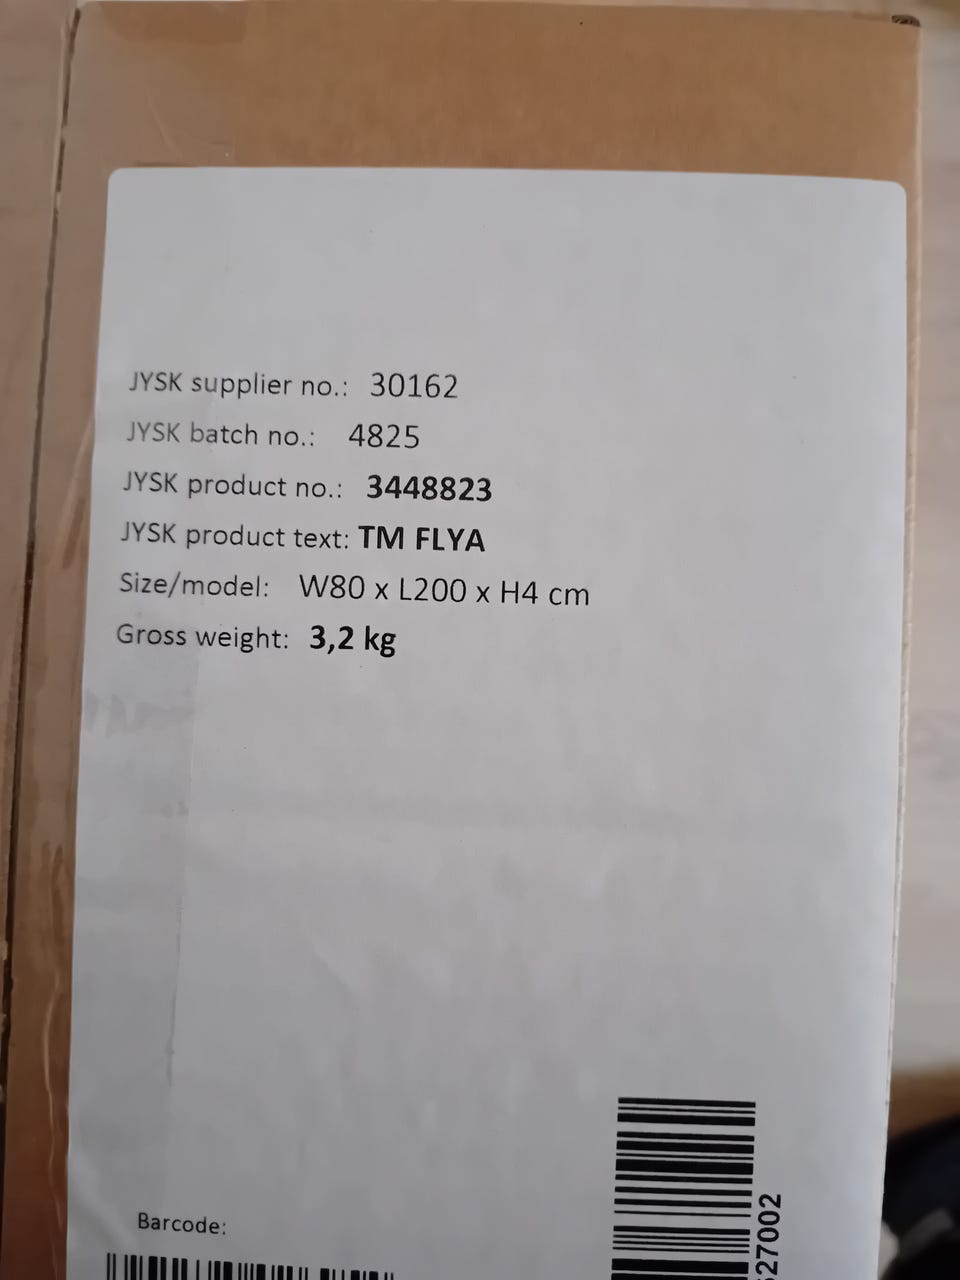 JYSK supplier no.: 30162
JYSK batch no.: 4825
JYSK product no.: 3448823
JYSK product text: TM FLYA
Size/model: W80 x L200 x H4 cm
Gross weight: 3,2 kg
Barcode:
27002